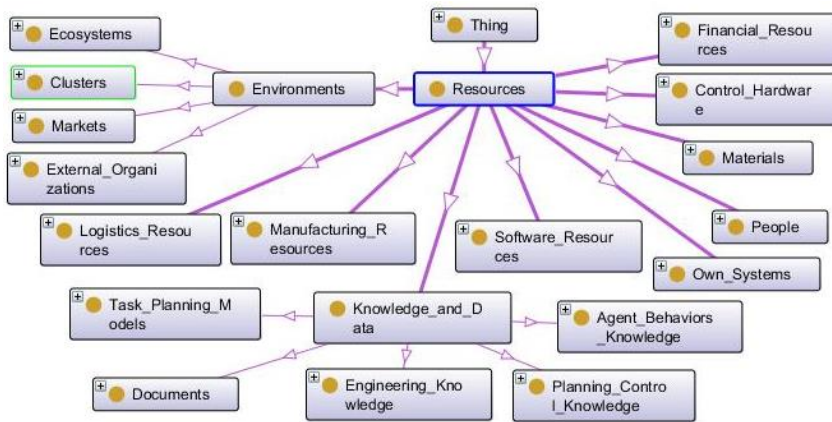 Thing
Ecosystems
Financial_Resou
rces
Clusters
Environments
Resources
Control_Hardwar
e
Markets
Materials
External_Organi
zations
Logistics_Resou
rces
Manufacturing_R
esources
Software_Resour
ces
People
Own_Systems
Task_Planning_M
odels
Knowledge_and_D
ata
Agent_Behaviors
_Knowledge
Documents
Engineering_Kno
wledge
Planning_Contro
l_Knowledge